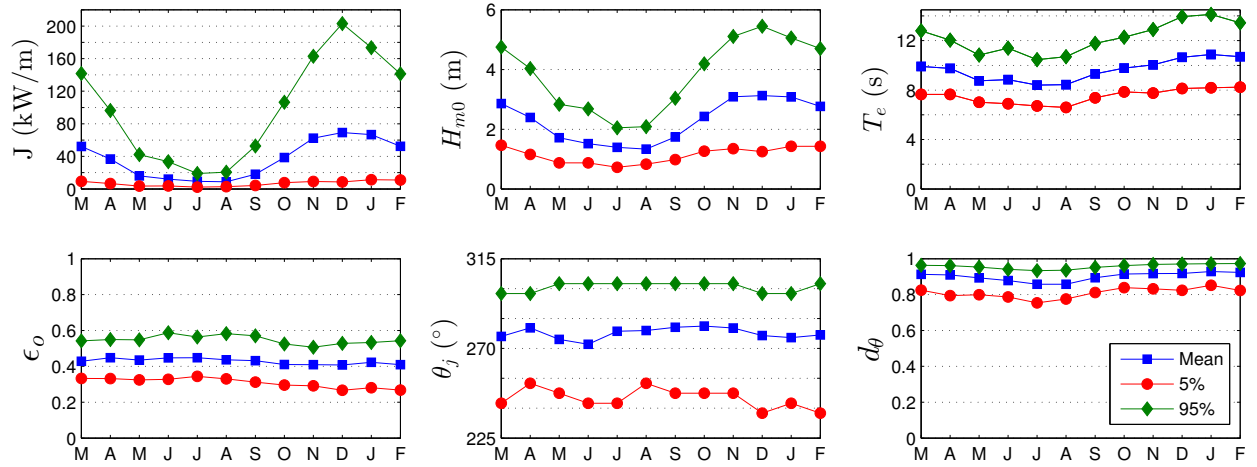 J (kW/m)
200
160
120
80
40
0
M A M J J A S O N D J F
H_{m0} (m)
6
4
2
0
M A M J J A S O N D J F
T_e (s)
12
8
4
0
M A M J J A S O N D J F
ϵ_o
1
0.8
0.6
0.4
0.2
0
M A M J J A S O N D J F
θ_j (°)
315
270
225
M A M J J A S O N D J F
d_θ
1
0.8
0.6
0.4
0.2
0
M A M J J A S O N D J F
Mean
5%
95%